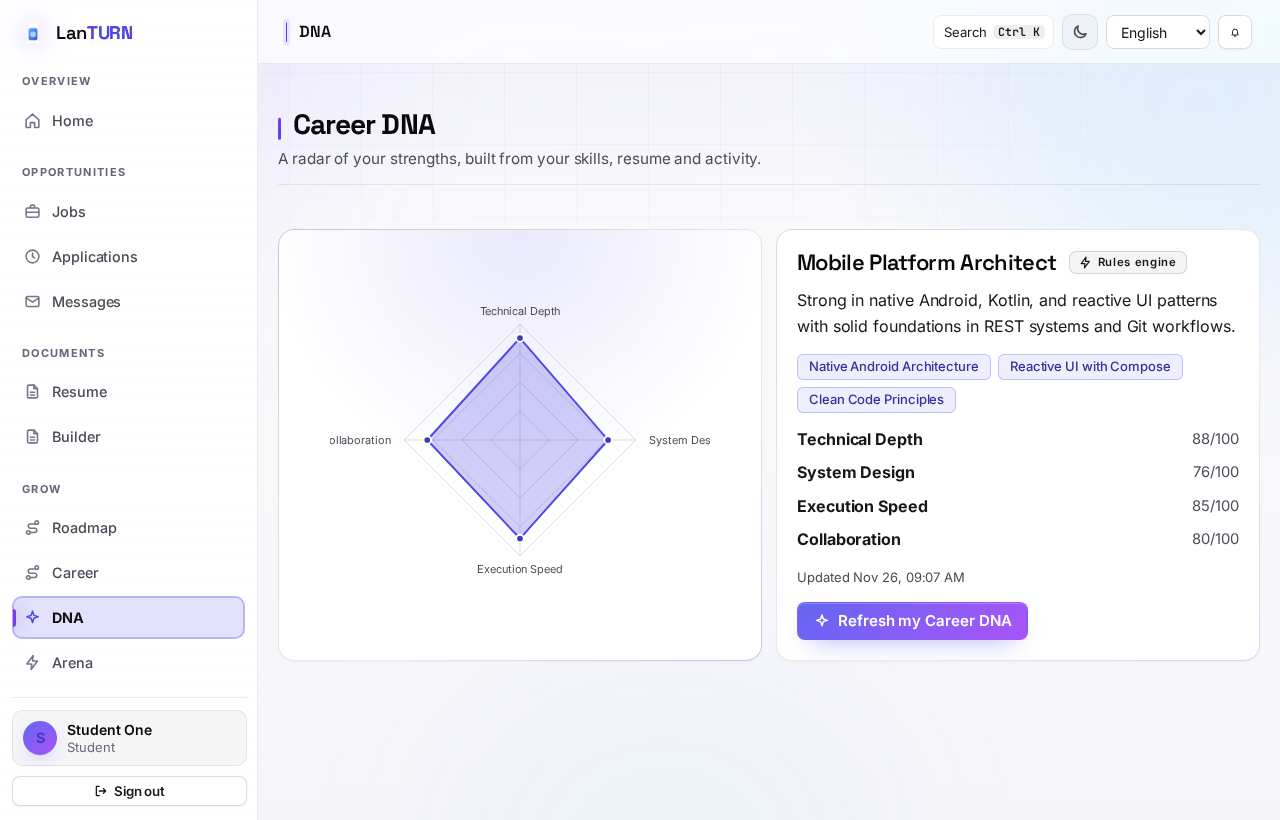 LanTURN
OVERVIEW
Home
OPPORTUNITIES
Jobs
Applications
Messages
DOCUMENTS
Resume
Builder
GROW
Roadmap
Career
DNA
Arena
S
Student One
Student
Sign out
DNA
Search Ctrl K
English
Career DNA
A radar of your strengths, built from your skills, resume and activity.
Technical Depth
ollaboration
System Des
Execution Speed
Mobile Platform Architect
Rules engine
Strong in native Android, Kotlin, and reactive UI patterns
with solid foundations in REST systems and Git workflows.
Native Android Architecture
Reactive UI with Compose
Clean Code Principles
Technical Depth 88/100
System Design 76/100
Execution Speed 85/100
Collaboration 80/100
Updated Nov 26, 09:07 AM
Refresh my Career DNA